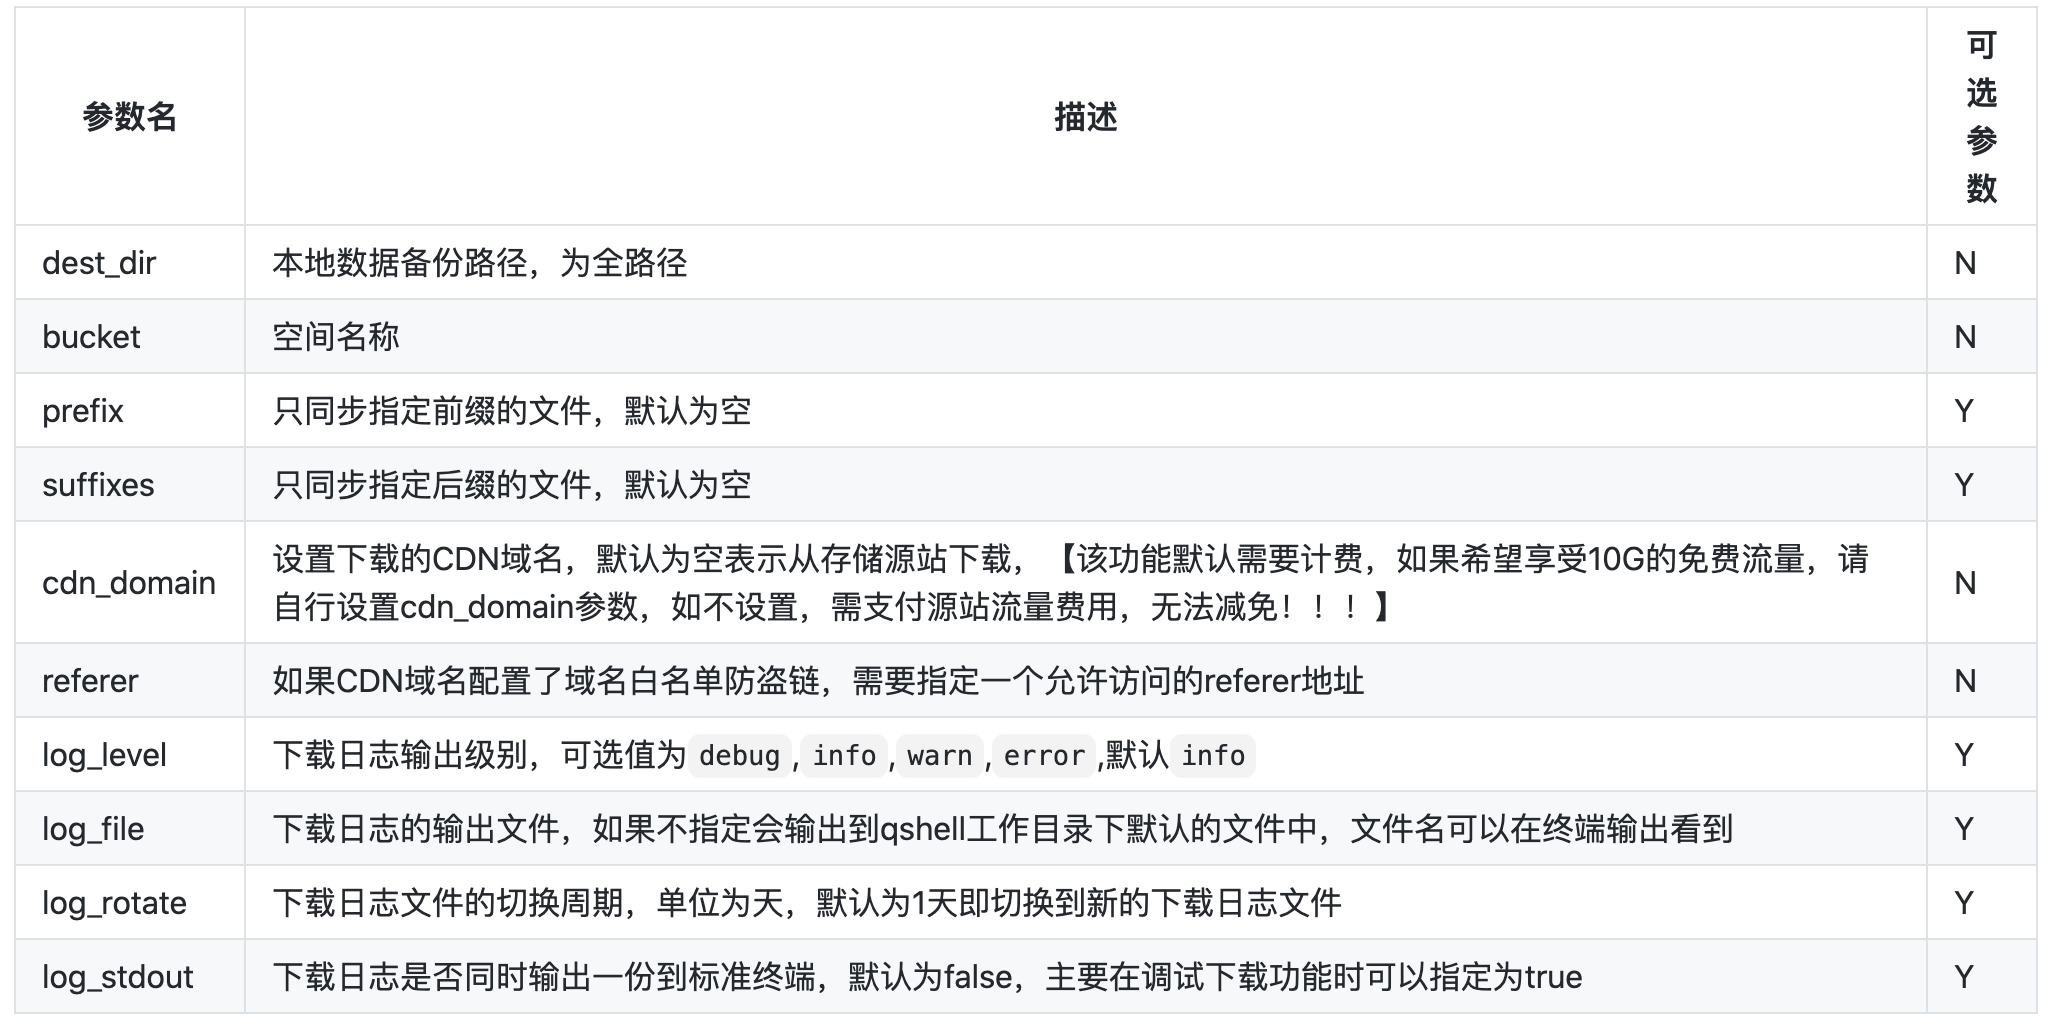 参数名 描述 可选参数
dest_dir 本地数据备份路径，为全路径 N
bucket 空间名称 N
prefix 只同步指定前缀的文件，默认为空 Y
suffixes 只同步指定后缀的文件，默认为空 Y
cdn_domain 设置下载的CDN域名，默认为空表示从存储源站下载，【该功能默认需要计费，如果希望享受10G的免费流量，请
自行设置cdn_domain参数，如不设置，需支付源站流量费用，无法减免！！！】 N
referer 如果CDN域名配置了域名白名单防盗链，需要指定一个允许访问的referer地址 N
log_level 下载日志输出级别，可选值为debug,info,warn,error,默认info Y
log_file 下载日志的输出文件，如果不指定会输出到qshell工作目录下默认的文件中，文件名可以在终端输出看到 Y
log_rotate 下载日志文件的切换周期，单位为天，默认为1天即切换到新的下载日志文件 Y
log_stdout 下载日志是否同时输出一份到标准终端，默认为false，主要在调试下载功能时可以指定为true Y